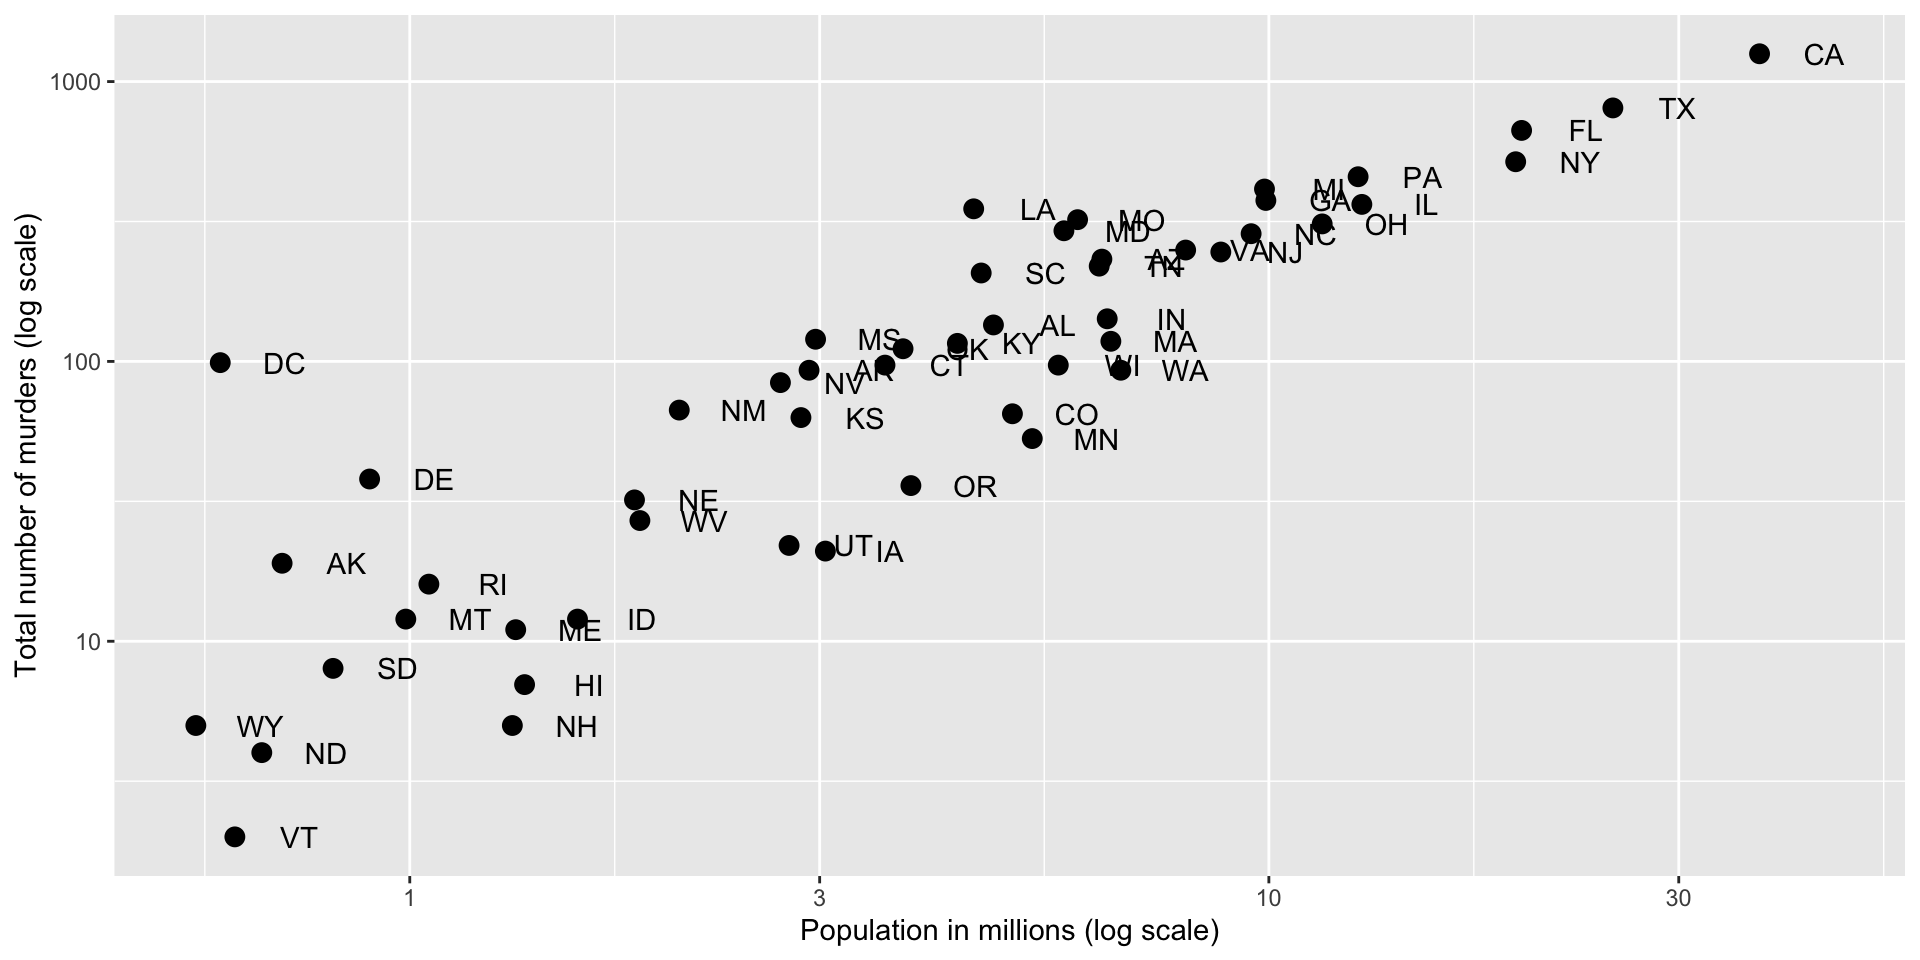 CA
1000
TX
FL
NY
PA
MI
GA
IL
LA
MO
OH
MD
NC
VA
NJ
AZ
TN
SC
IN
AL
MS
KY
MA
OK
100
DC
CT
WI
WA
AR
NV
NM
CO
KS
MN
DE
OR
NE
WV
UT
IA
AK
RI
MT
ID
ME
10
SD
HI
WY
NH
ND
VT
Total number of murders (log scale)
1 3 10 30
Population in millions (log scale)